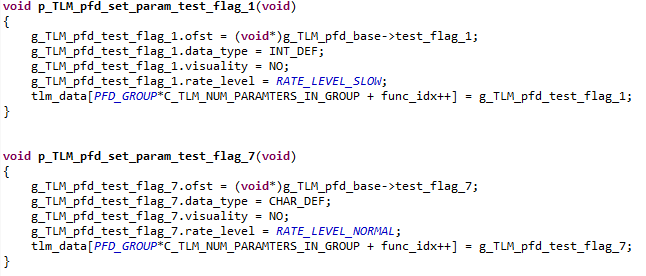 void p_TLM_pfd_set_param_test_flag_1(void)
{
g_TLM_pfd_test_flag_1.ofst = (void*)g_TLM_pfd_base->test_flag_1;
g_TLM_pfd_test_flag_1.data_type = INT_DEF;
g_TLM_pfd_test_flag_1.visuality = NO;
g_TLM_pfd_test_flag_1.rate_level = RATE_LEVEL_SLOW;
tlm_data[PFD_GROUP*C_TLM_NUM_PARAMTERS_IN_GROUP + func_idx++] = g_TLM_pfd_test_flag_1;
}
void p_TLM_pfd_set_param_test_flag_7(void)
{
g_TLM_pfd_test_flag_7.ofst = (void*)g_TLM_pfd_base->test_flag_7;
g_TLM_pfd_test_flag_7.data_type = CHAR_DEF;
g_TLM_pfd_test_flag_7.visuality = NO;
g_TLM_pfd_test_flag_7.rate_level = RATE_LEVEL_NORMAL;
tlm_data[PFD_GROUP*C_TLM_NUM_PARAMTERS_IN_GROUP + func_idx++] = g_TLM_pfd_test_flag_7;
}